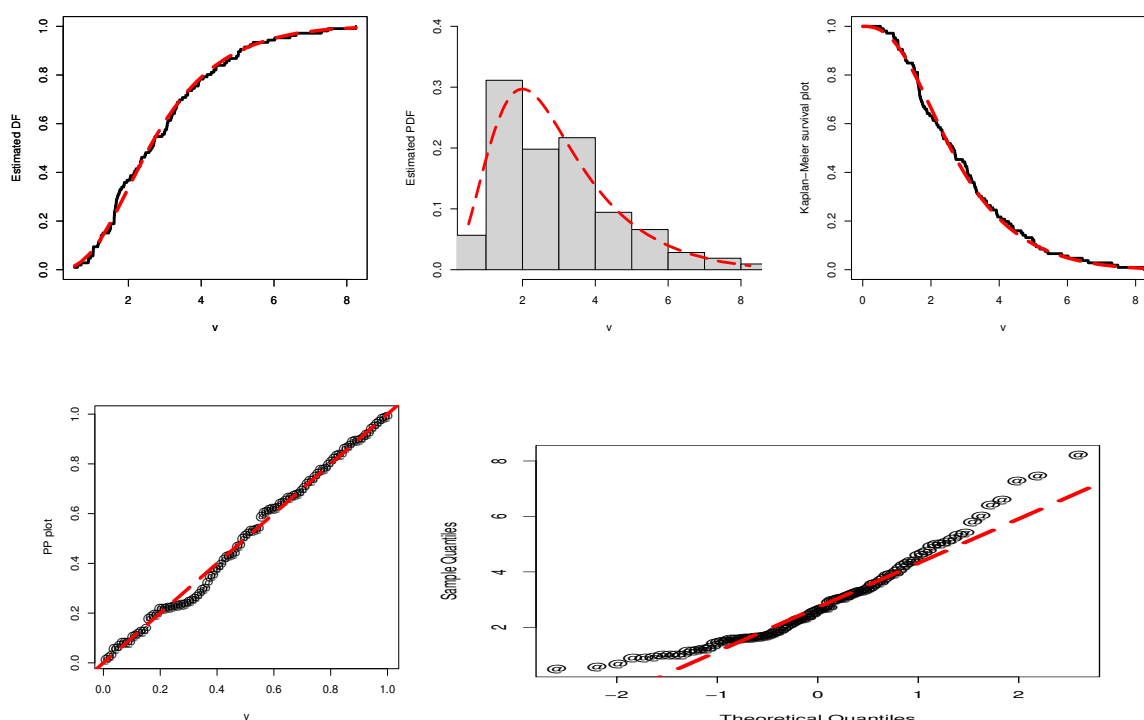 Estimated DF
0.0 0.2 0.4 0.6 0.8 1.0
2 4 6 8
v
Estimated PDF
0.0 0.1 0.2 0.3 0.4
2 4 6 8
v
Kaplan−Meier survival plot
0.0 0.2 0.4 0.6 0.8 1.0
0 2 4 6 8
v
PP plot
0.0 0.2 0.4 0.6 0.8 1.0
0.0 0.2 0.4 0.6 0.8 1.0
v
Sample Quantiles
2 4 6 8
−2 −1 0 1 2
Theoretical Quantiles